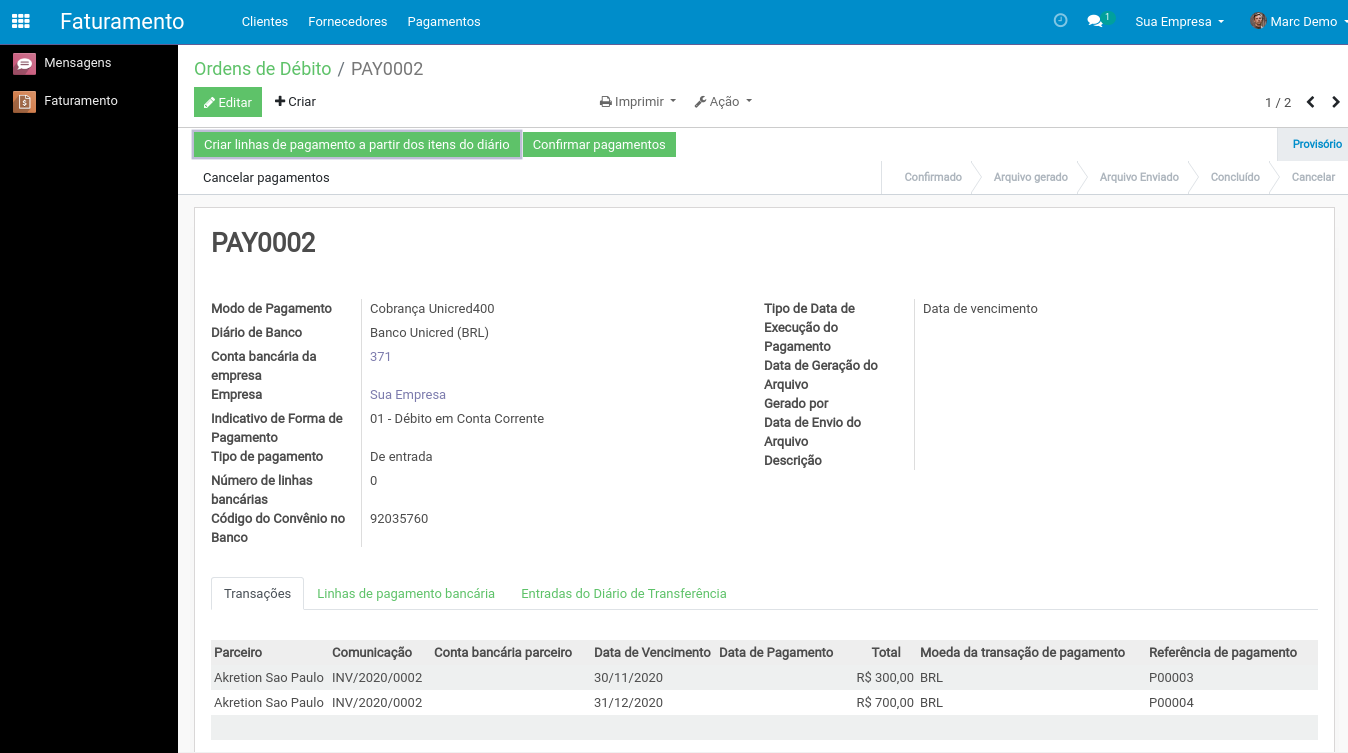 Faturamento Clientes Fornecedores Pagamentos 1 Sua Empresa Marc Demo
Mensagens
Faturamento
Ordens de Débito / PAY0002
Editar Criar Imprimir Ação 1 / 2
Criar linhas de pagamento a partir dos itens do diário Confirmar pagamentos Provisório
Cancelar pagamentos Confirmado Arquivo gerado Arquivo Enviado Concluído Cancelar
PAY0002
Modo de Pagamento Cobrança Unicred400
Diário de Banco Banco Unicred (BRL)
Conta bancária da 371
empresa
Empresa Sua Empresa
Indicativo de Forma de 01 - Débito em Conta Corrente
Pagamento
Tipo de pagamento De entrada
Número de linhas 0
bancárias
Código do Convênio no 92035760
Banco
Tipo de Data de Data de vencimento
Execução do
Pagamento
Data de Geração do
Arquivo
Gerado por
Data de Envio do
Arquivo
Descrição
Transações Linhas de pagamento bancária Entradas do Diário de Transferência
Parceiro Comunicação Conta bancária parceiro Data de Vencimento Data de Pagamento Total Moeda da transação de pagamento Referência de pagamento
Akretion Sao Paulo INV/2020/0002 30/11/2020 R$ 300,00 BRL P00003
Akretion Sao Paulo INV/2020/0002 31/12/2020 R$ 700,00 BRL P00004